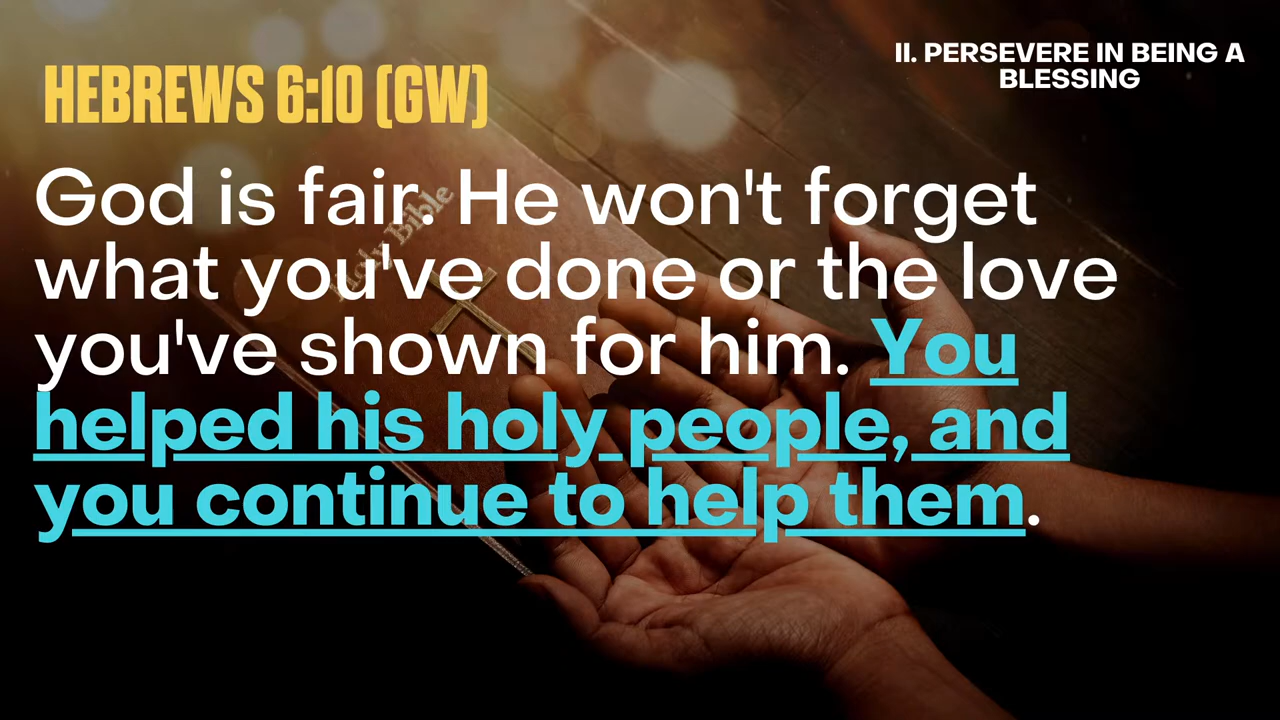 HEBREWS 6:10 (GW)
II. PERSEVERE IN BEING A
BLESSING
God is fair. He won't forget
what you've done or the love
you've shown for him. You
helped his holy people, and
you continue to help them.
Holy Bible